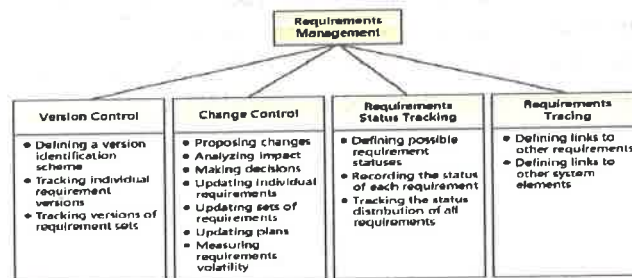 Requirements
Management
Version Control
• Defining a version
identification
scheme
• Tracking individual
requirement
versions
• Tracking versions of
requirement sets
Change Control
• Proposing changes
• Analyzing impact
• Making decisions
• Updating individual
requirements
• Updating sets of
requirements
• Updating plans
• Measuring
requirements
volatility
Requirements
Status Tracking
• Defining possible
requirement
statuses
• Recording the status
of each requirement
• Tracking the status
distribution of all
requirements
Requirements
Tracing
• Defining links to
other requirements
• Defining links to
other system
elements